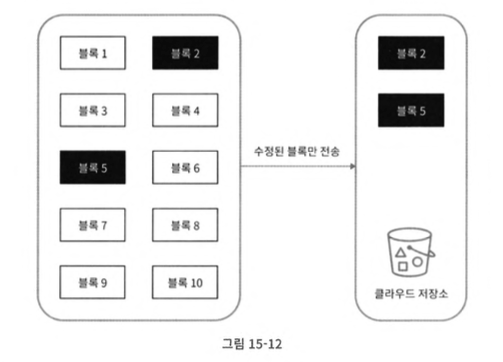 블록 1 블록 2
블록 3 블록 4
블록 5 블록 6
블록 7 블록 8
블록 9 블록 10
수정된 블록만 전송
블록 2
블록 5
클라우드 저장소
그림 15-12